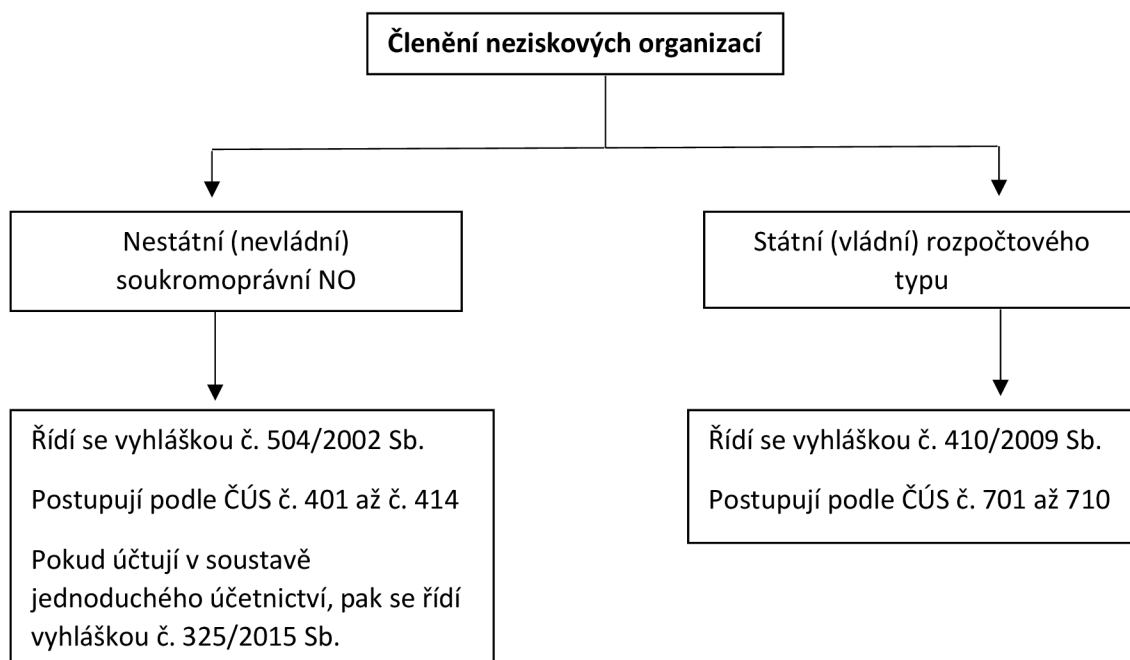 Členění neziskových organizací
Nestátní (nevládní)
soukromoprávní NO
Státní (vládní) rozpočtového
typu
Řídí se vyhláškou č. 504/2002 Sb.
Postupují podle ČÚS č. 401 až č. 414
Pokud účtují v soustavě
jednoduchého účetnictví, pak se řídí
vyhláškou č. 325/2015 Sb.
Řídí se vyhláškou č. 410/2009 Sb.
Postupují podle ČÚS č. 701 až 710